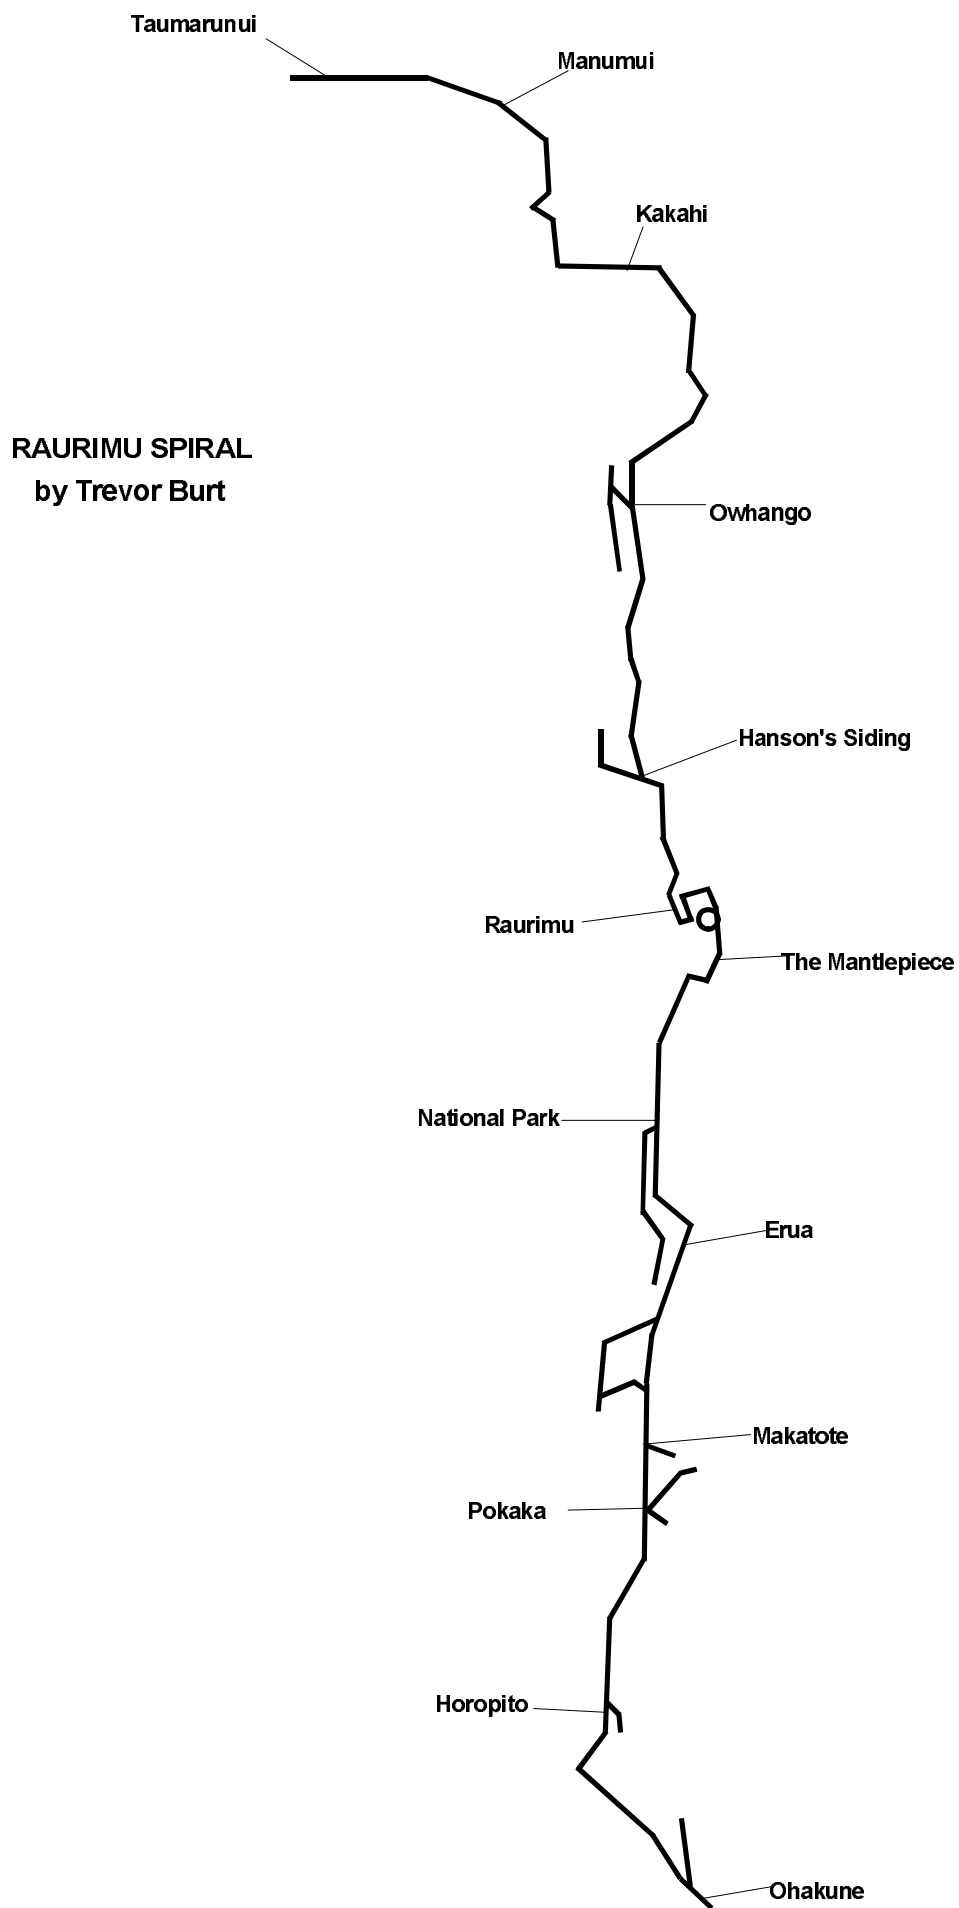 Taumarunui
Manumui
Kakahi
RAURIMU SPIRAL
by Trevor Burt
Owhango
Hanson's Siding
Raurimu
The Mantlepiece
National Park
Erua
Makatote
Pokaka
Horopito
Ohakune